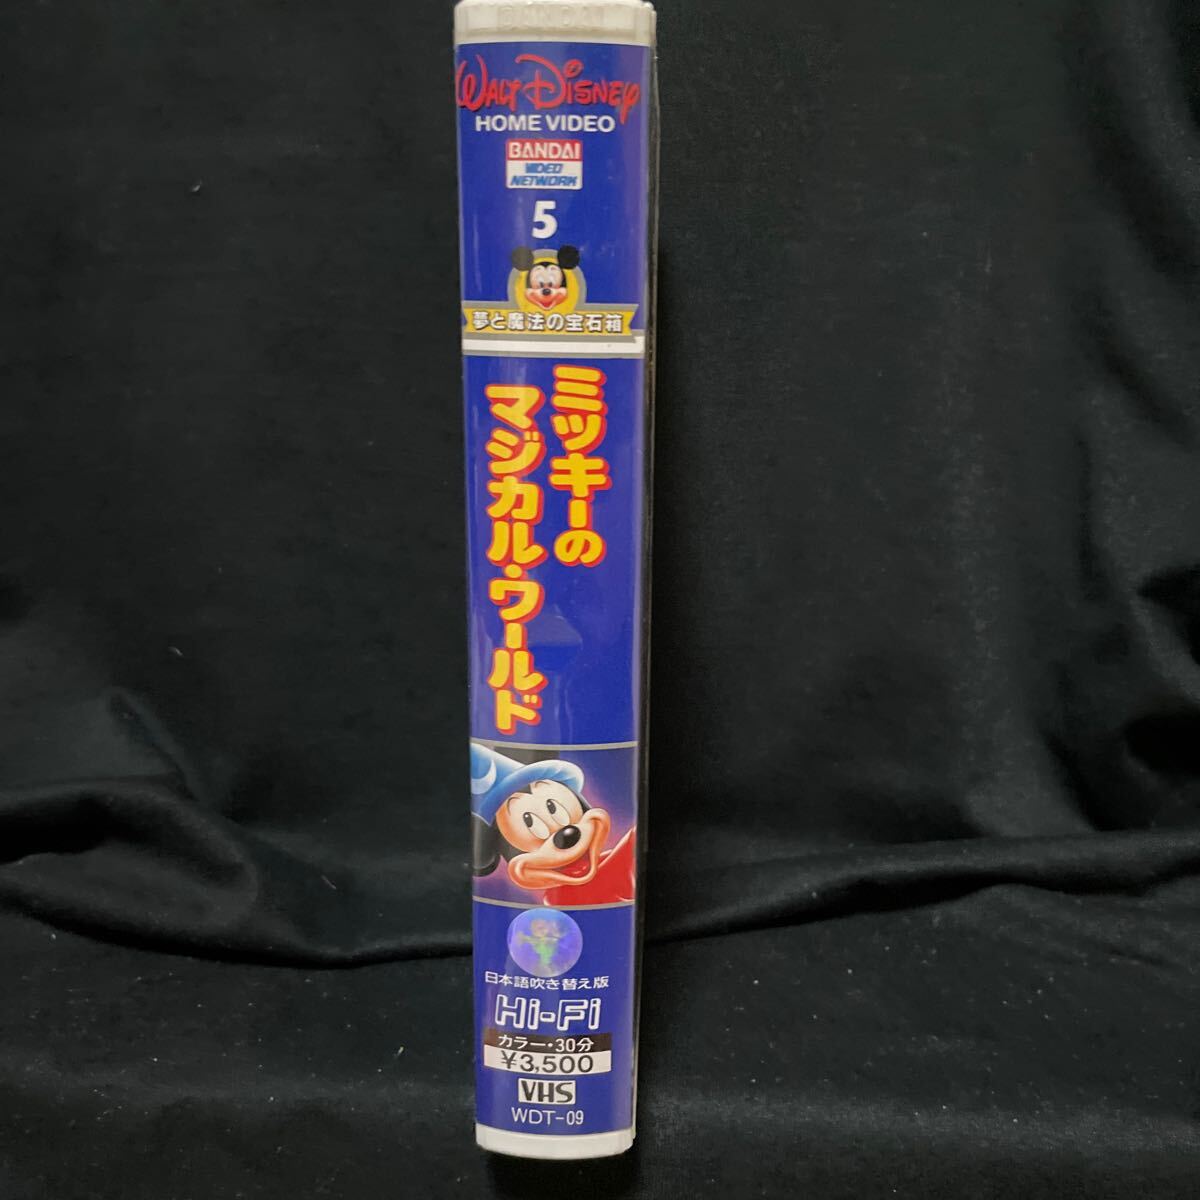 BANDAI
WALT DISNEY
HOME VIDEO
BANDAI
VIDEO
NETWORK
5
夢と魔法の宝石箱
ミッキーの
マジカル・ワールド
日本語吹き替え版
Hi-Fi
カラー・30分
¥3,500
VHS
WDT-09